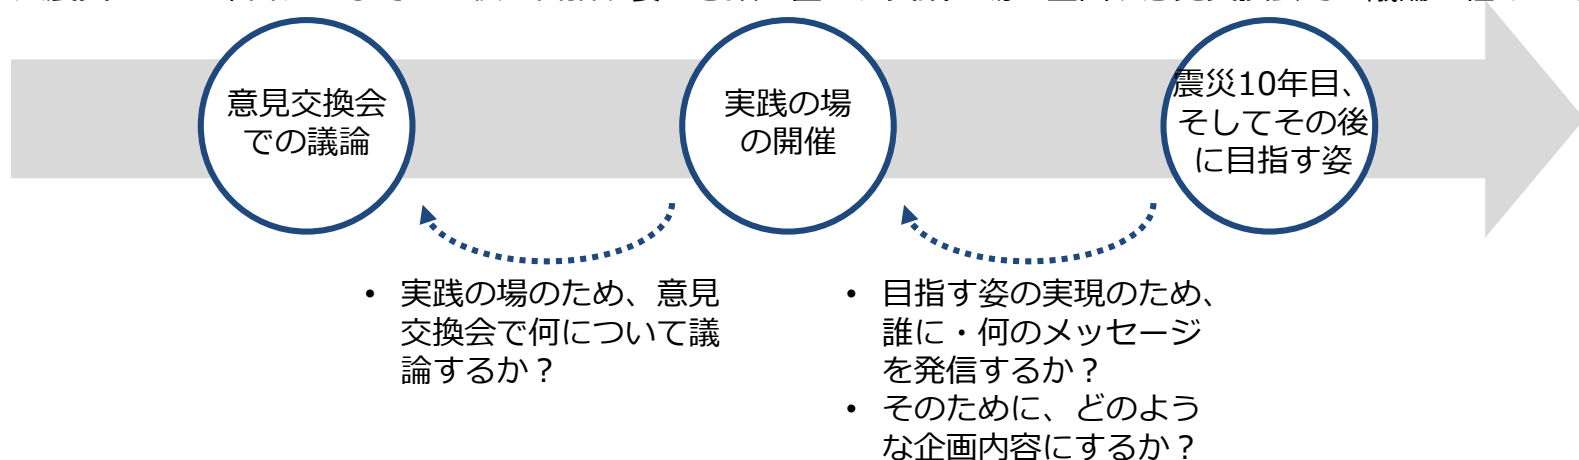 意見交換会
での議論
実践の場
の開催
震災10年目、
そしてその後
に目指す姿
• 実践の場のため、意見
交換会で何について議
論するか？
• 目指す姿の実現のため、
誰に・何のメッセージ
を発信するか？
• そのために、どのよう
な企画内容にするか？